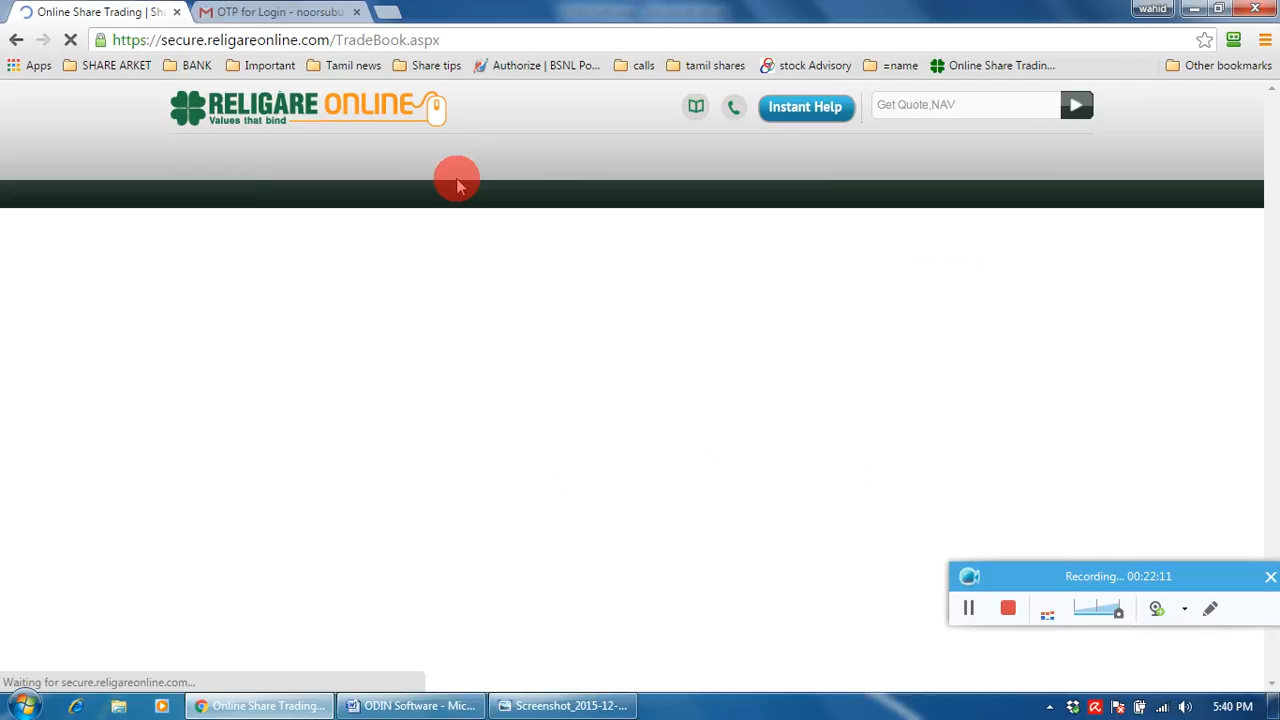 Online Share Trading | Sha
OTP for Login - noorsubu
wahid
https://secure.religareonline.com/TradeBook.aspx
Apps
SHARE ARKET
BANK
Important
Tamil news
Share tips
Authorize | BSNL Po...
calls
tamil shares
stock Advisory
=name
Online Share Tradin...
Other bookmarks
RELIGARE ONLINE
Values that bind
Instant Help
Get Quote,NAV
Recording... 00:22:11
Waiting for secure.religareonline.com...
Online Share Trading...
ODIN Software - Mic...
Screenshot_2015-12-...
5:40 PM